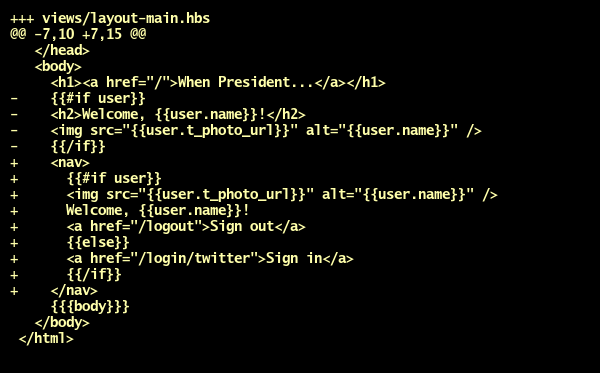 +++ views/layout-main.hbs
@@ -7,10 +7,15 @@
   </head>
   <body>
     <h1><a href="/">When President...</a></h1>
-    {{#if user}}
-    <h2>Welcome, {{user.name}}!</h2>
-    <img src="{{user.t_photo_url}}" alt="{{user.name}}" />
-    {{/if}}
+    <nav>
+      {{#if user}}
+      <img src="{{user.t_photo_url}}" alt="{{user.name}}" />
+      Welcome, {{user.name}}!
+      <a href="/logout">Sign out</a>
+      {{else}}
+      <a href="/login/twitter">Sign in</a>
+      {{/if}}
+    </nav>
     {{{body}}}
   </body>
 </html>